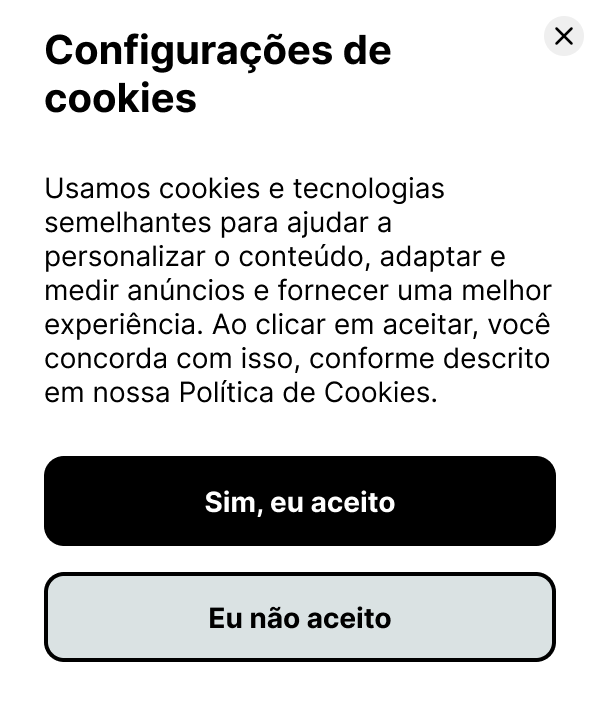 Configurações de
cookies
Usamos cookies e tecnologias
semelhantes para ajudar a
personalizar o conteúdo, adaptar e
medir anúncios e fornecer uma melhor
experiência. Ao clicar em aceitar, você
concorda com isso, conforme descrito
em nossa Política de Cookies.
Sim, eu aceito
Eu não aceito